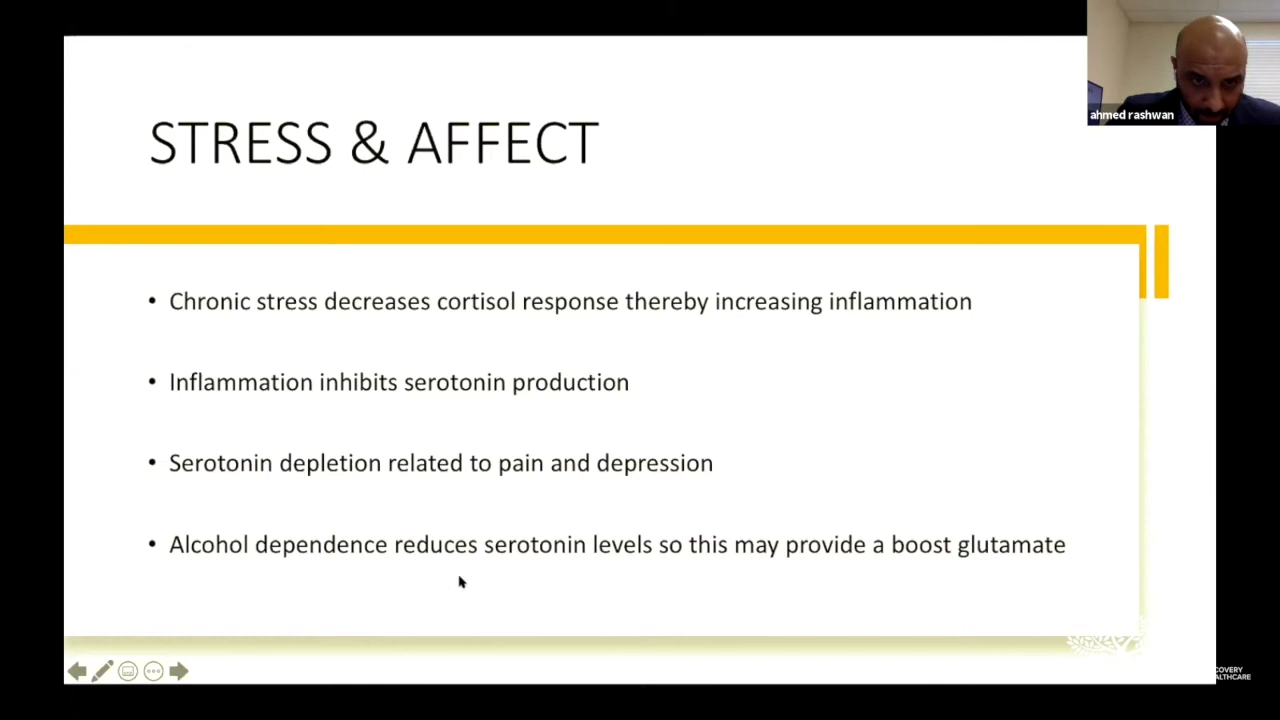 ahmed rashwan
STRESS & AFFECT
• Chronic stress decreases cortisol response thereby increasing inflammation
• Inflammation inhibits serotonin production
• Serotonin depletion related to pain and depression
• Alcohol dependence reduces serotonin levels so this may provide a boost glutamate